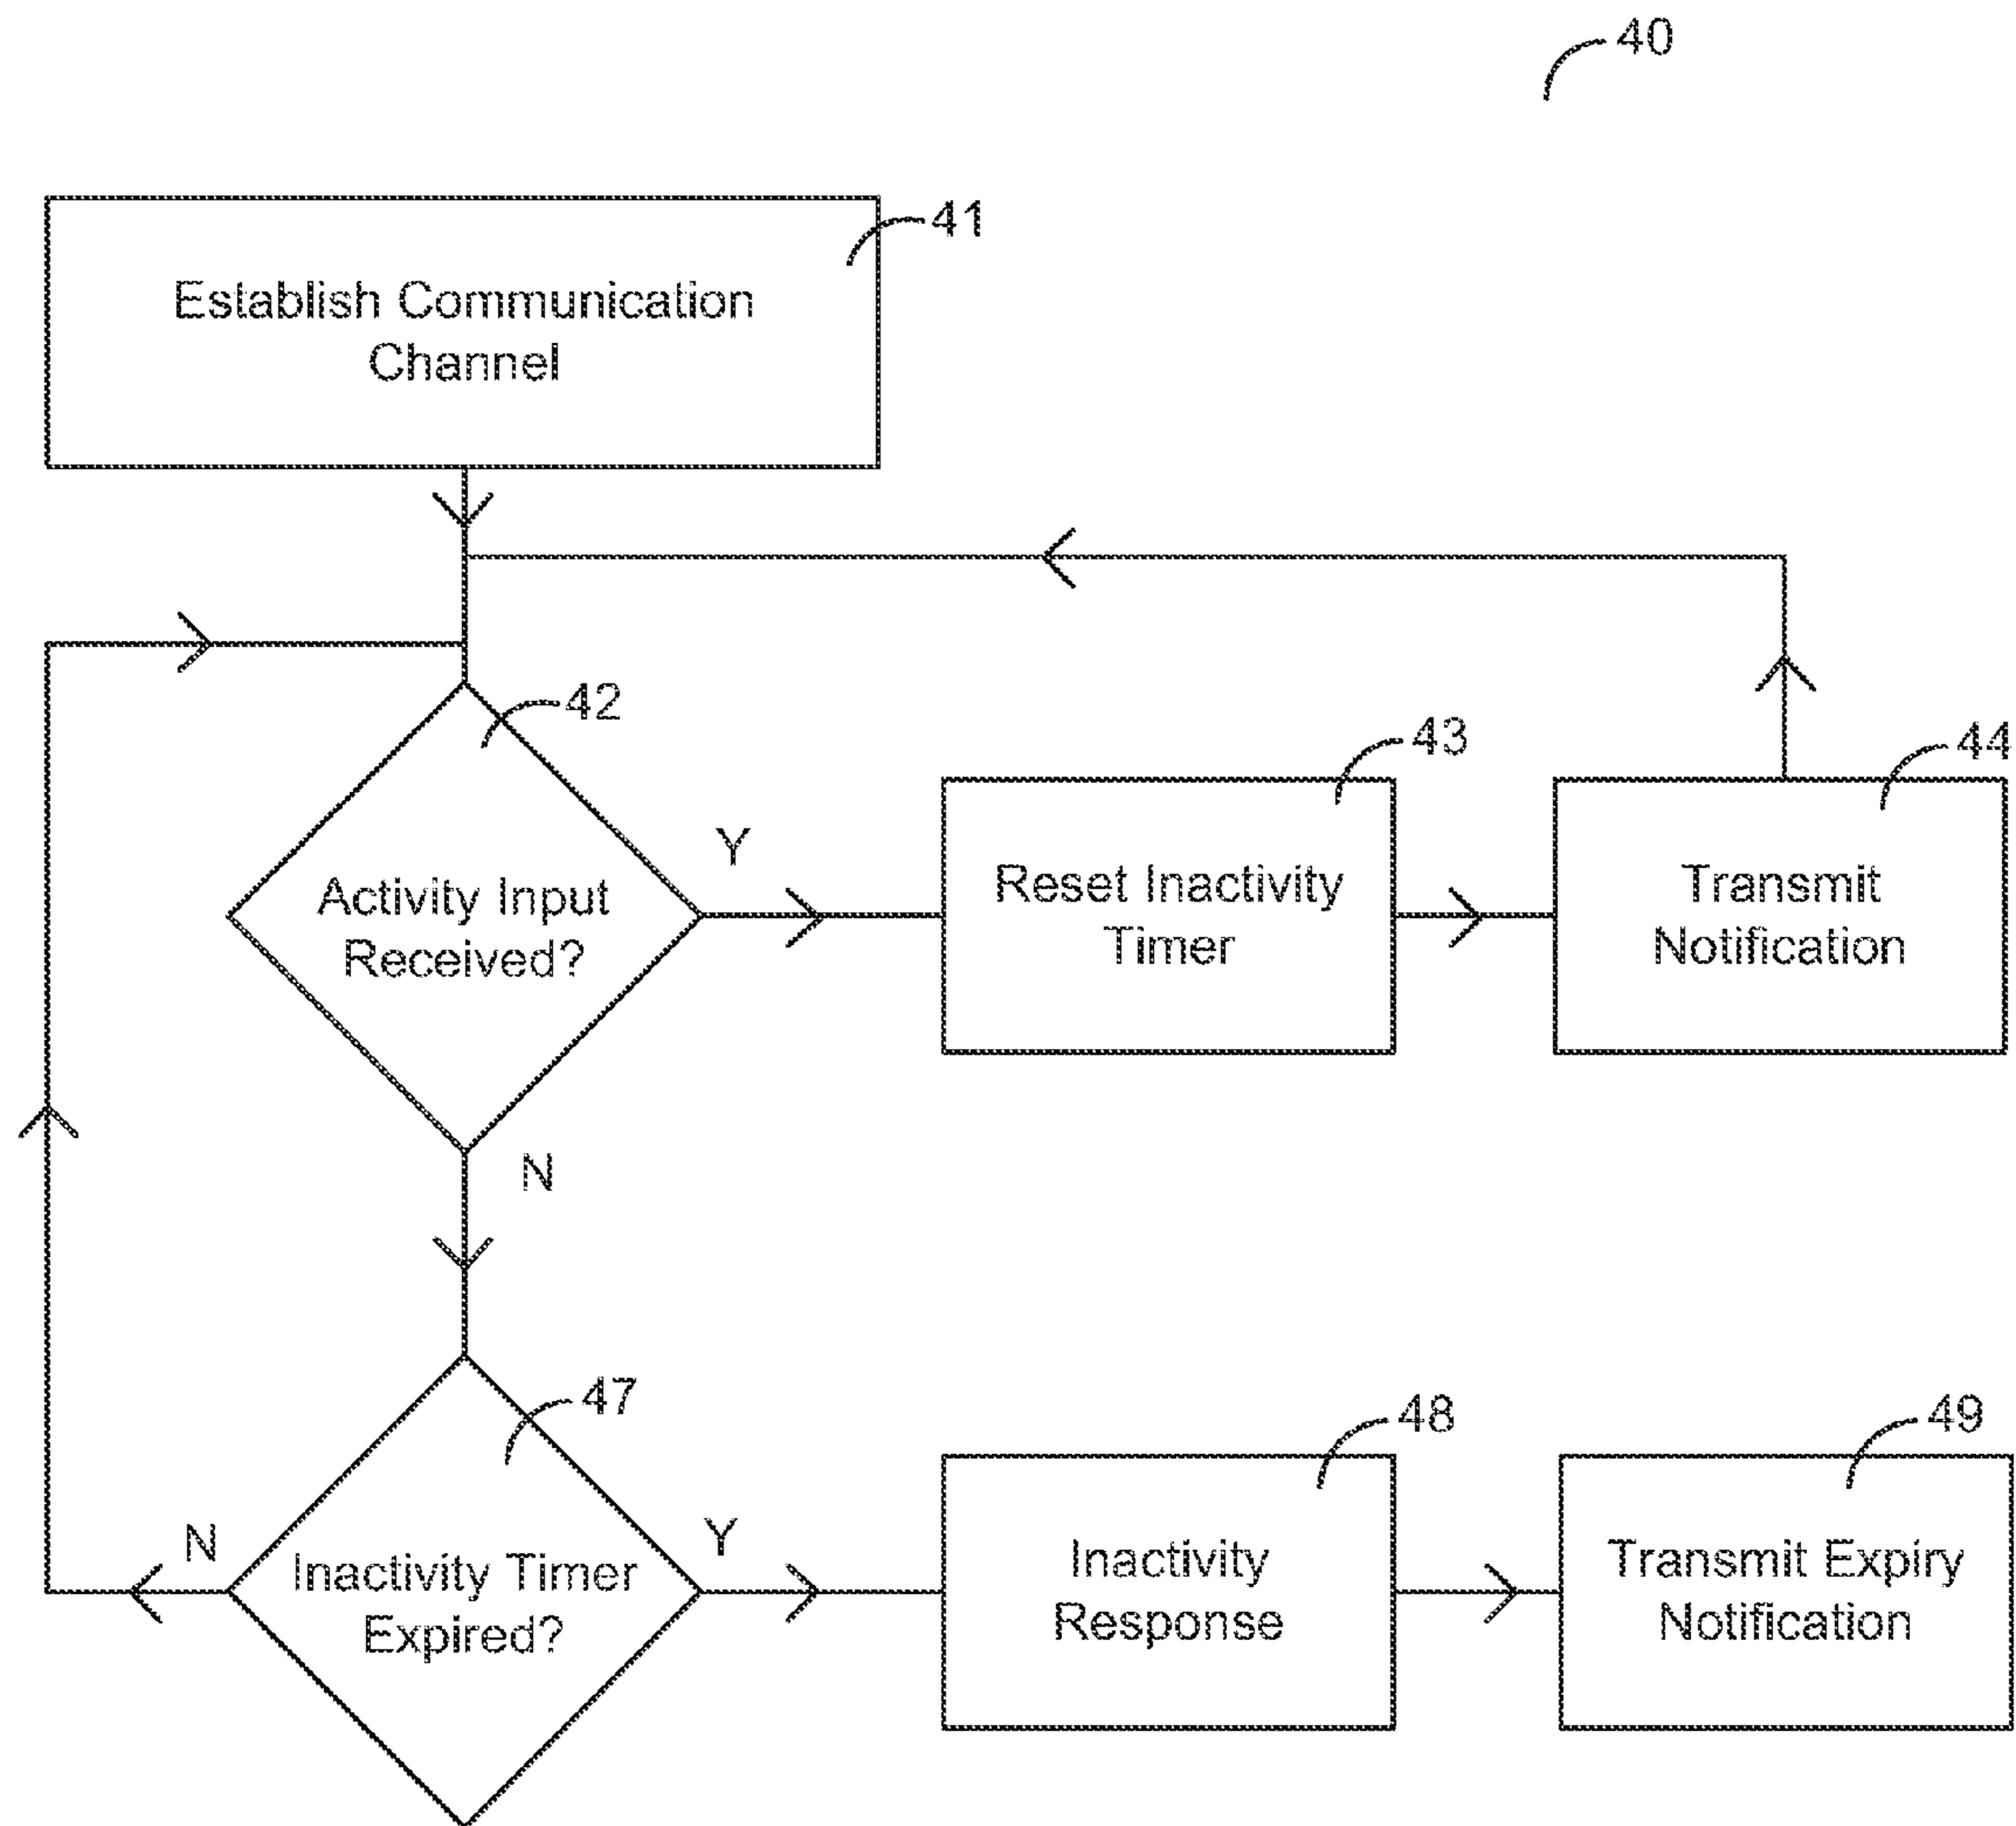 40
41
Establish Communication
Channel
42
43
44
Y
Activity Input
Received?
Reset Inactivity
Timer
Transmit
Notification
N
47
48
49
N
Y
Inactivity Timer
Expired?
Inactivity
Response
Transmit Expiry
Notification